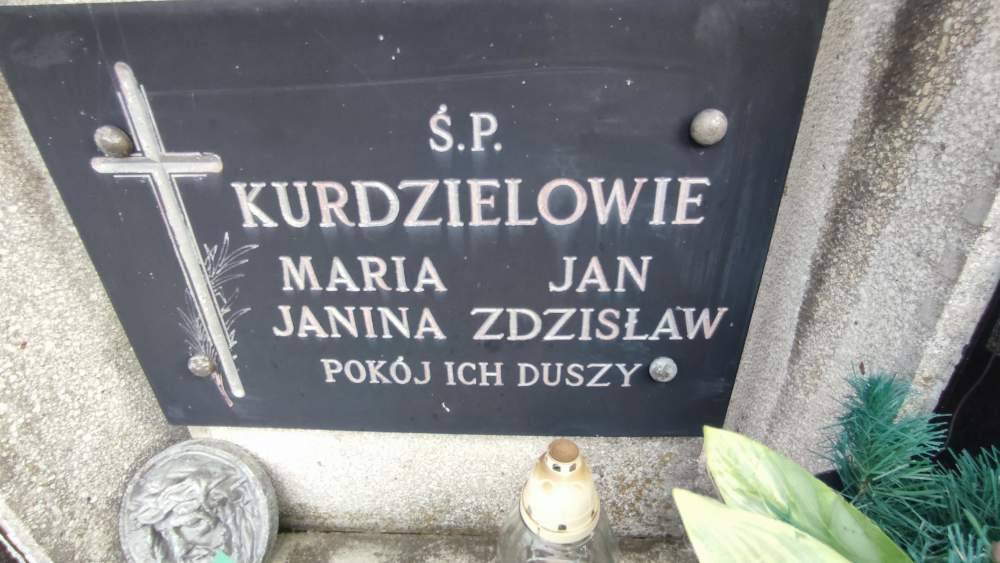 Ś.P.
KURDZIELOWIE
MARIA JAN
JANINA ZDZISŁAW
POKÓJ ICH DUSZY